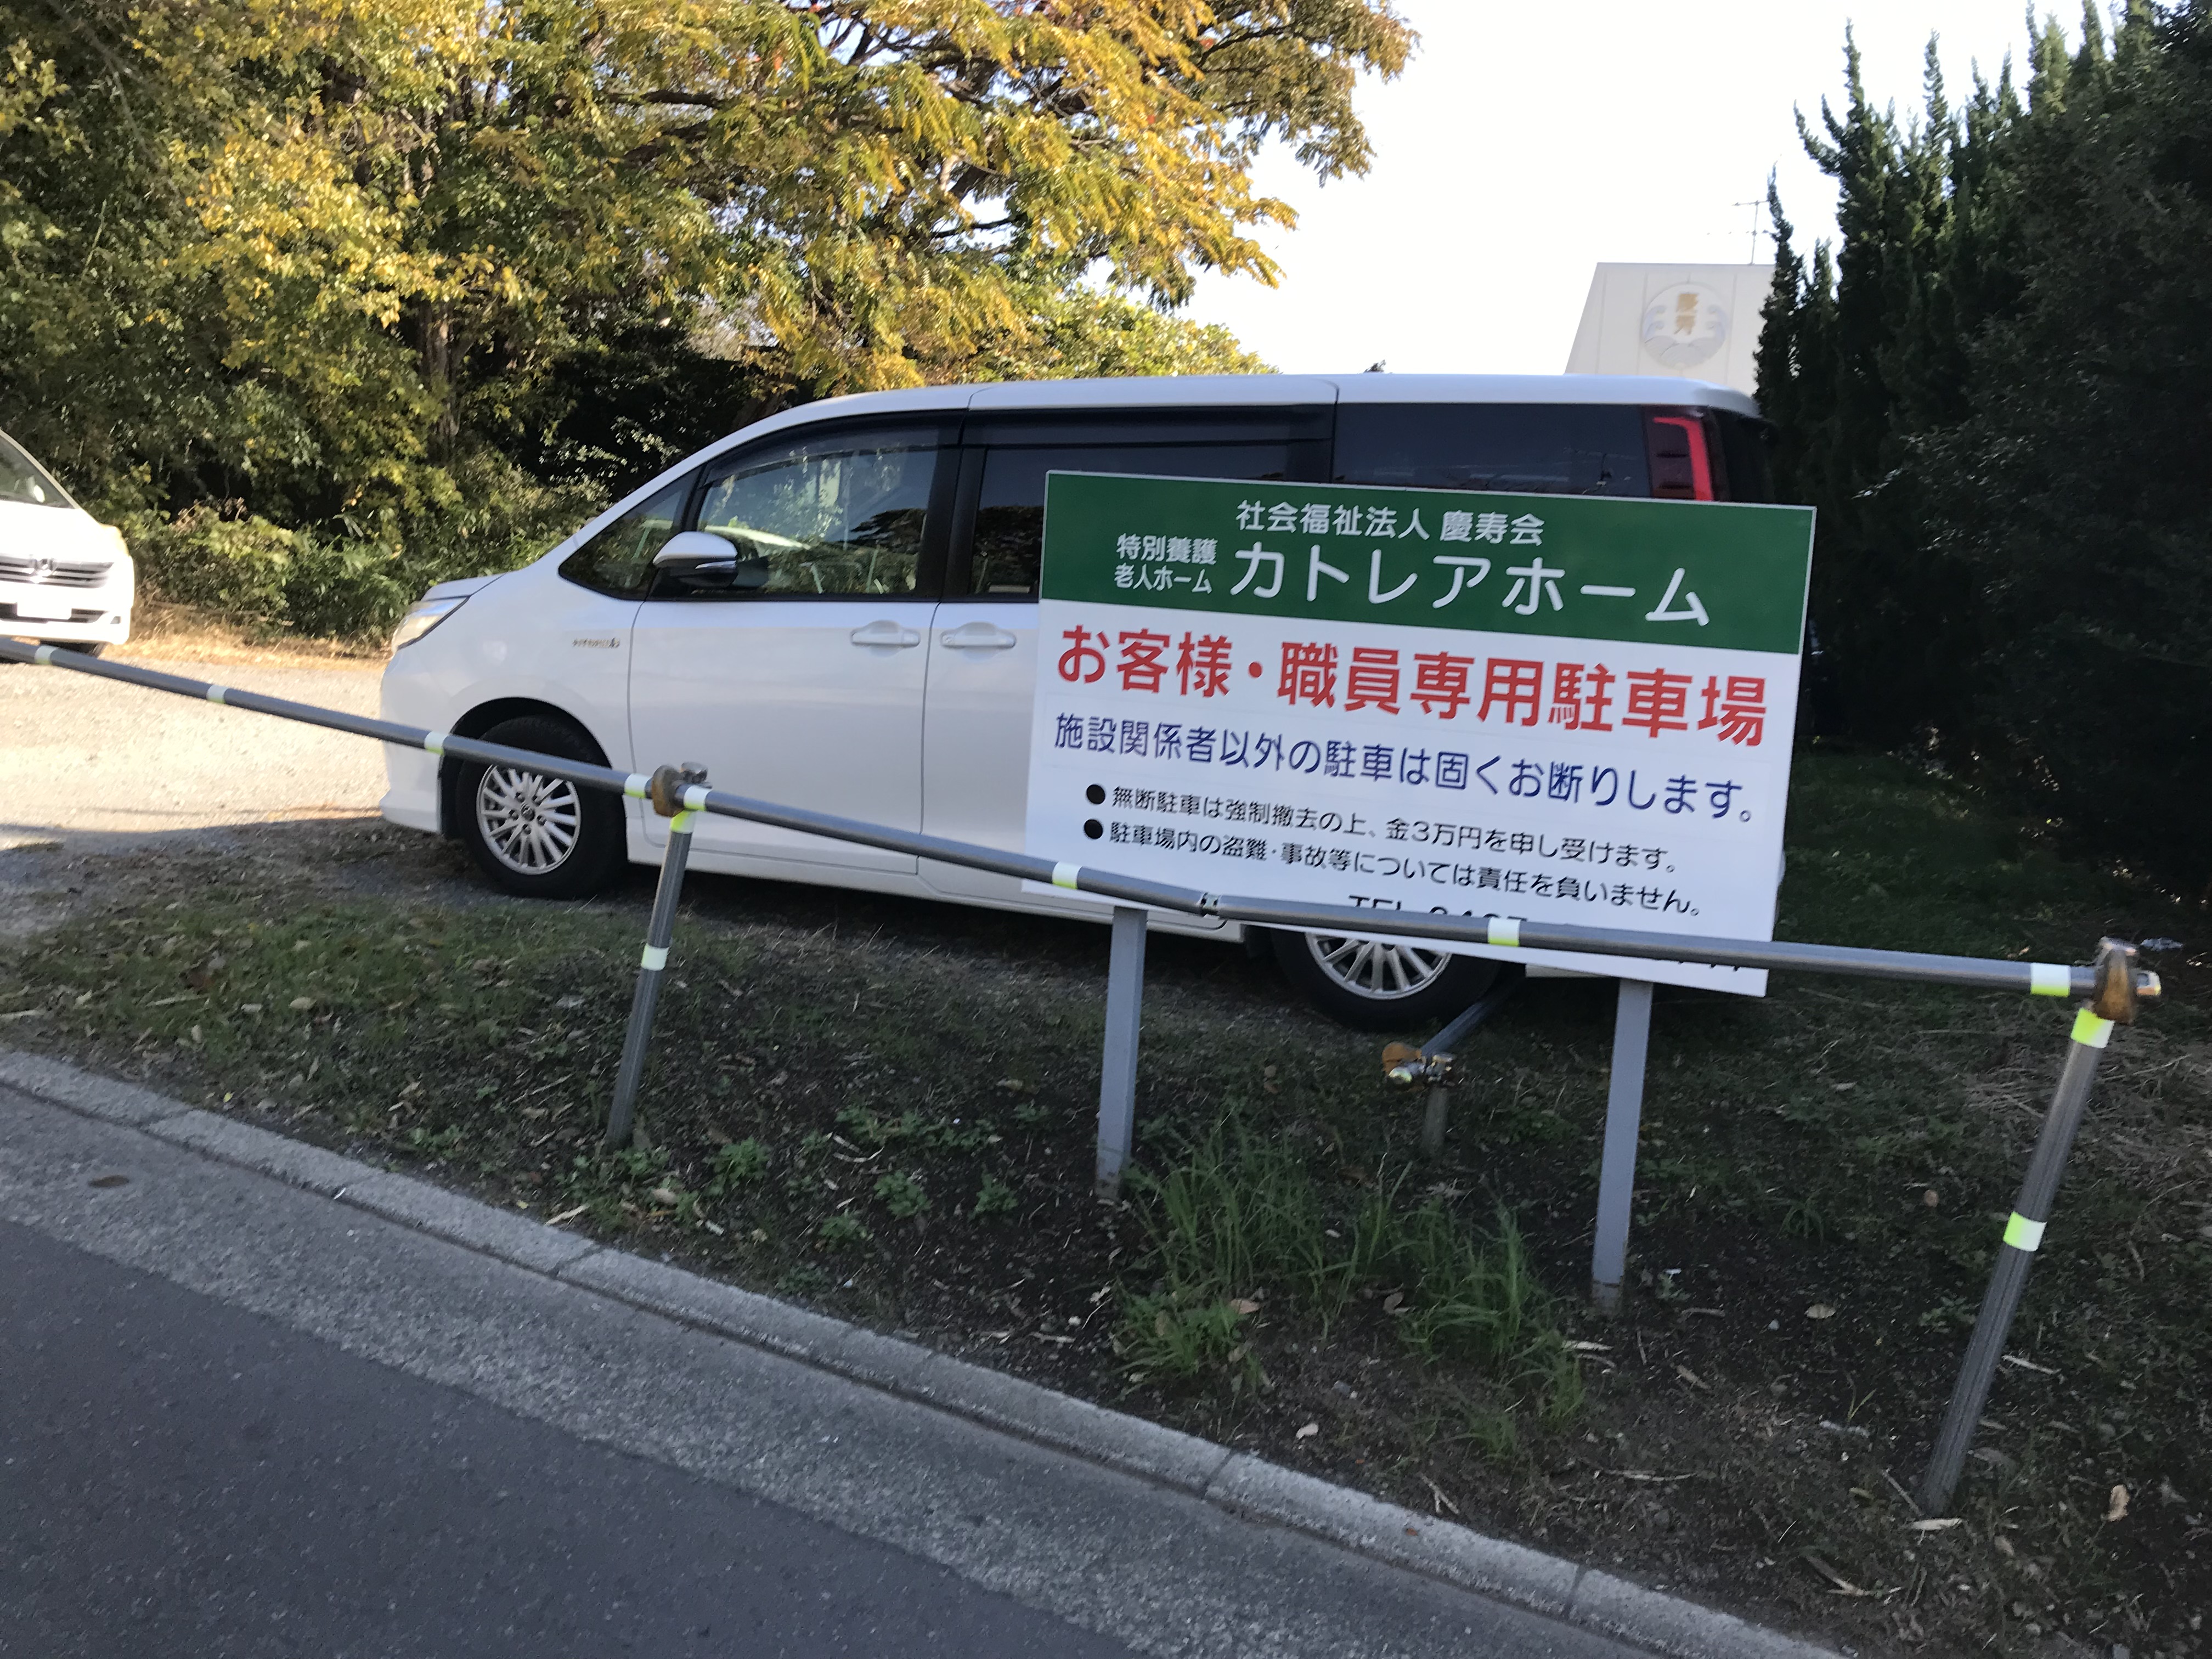 慶寿
社会福祉法人 慶寿会
特別養護
老人ホーム
カトレアホーム
お客様・職員専用駐車場
施設関係者以外の駐車は固くお断りします。
●無断駐車は強制撤去の上、金3万円を申し受けます。
●駐車場内の盗難・事故等については責任を負いません。
TEL